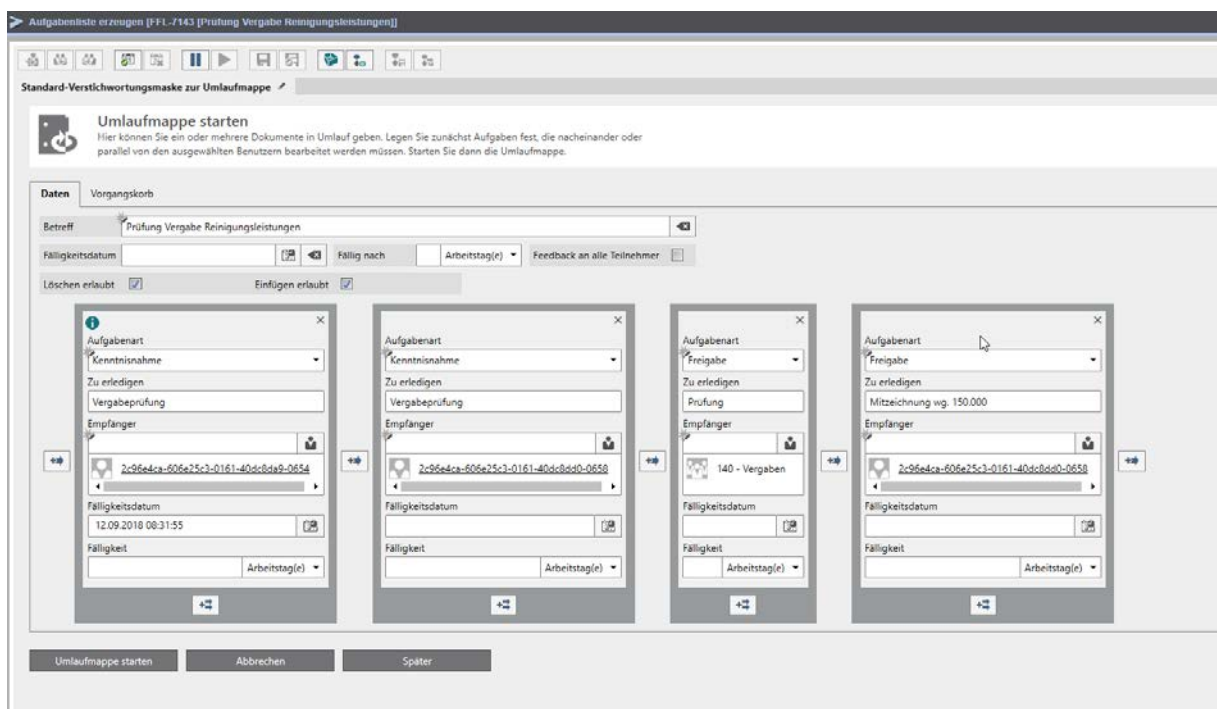 Aufgabenliste erzeugen [FFL-7143 [Prüfung Vergabe Reinigungsleistungen]]
Standard-Verstichwortungsmaske zur Umlaufmappe
Umlaufmappe starten
Hier können Sie ein oder mehrere Dokumente in Umlauf geben. Legen Sie zunächst Aufgaben fest, die nacheinander oder
parallel von den ausgewählten Benutzern bearbeitet werden müssen. Starten Sie dann die Umlaufmappe.
Daten Vorgangskorb
Betreff Prüfung Vergabe Reinigungsleistungen
Fälligkeitsdatum Fällig nach Arbeitstag(e) Feedback an alle Teilnehmer
Löschen erlaubt Einfügen erlaubt
Aufgabenart Aufgabenart Aufgabenart Aufgabenart
Kenntnisnahme Kenntnisnahme Freigabe Freigabe
Zu erledigen Zu erledigen Zu erledigen Zu erledigen
Vergabeprüfung Vergabeprüfung Prüfung Mitzeichnung wg. 150.000
Empfänger Empfänger Empfänger Empfänger
2c96e4ca-606e25c3-0161-40dc8da9-0654 2c96e4ca-606e25c3-0161-40dc8dd0-0658 140 - Vergaben 2c96e4ca-606e25c3-0161-40dc8dd0-0658
Fälligkeitsdatum Fälligkeitsdatum Fälligkeitsdatum Fälligkeitsdatum
12.09.2018 08:31:55
Fälligkeit Fälligkeit Fälligkeit Fälligkeit
Arbeitstag(e) Arbeitstag(e) Arbeitstag(e) Arbeitstag(e)
Umlaufmappe starten Abbrechen Später